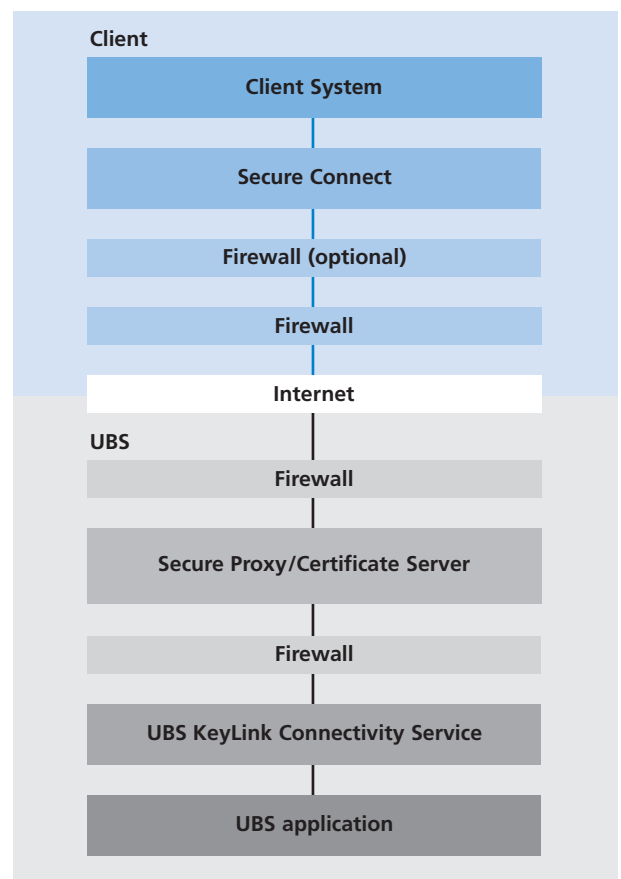 Client
Client System
Secure Connect
Firewall (optional)
Firewall
Internet
UBS
Firewall
Secure Proxy/Certificate Server
Firewall
UBS KeyLink Connectivity Service
UBS application